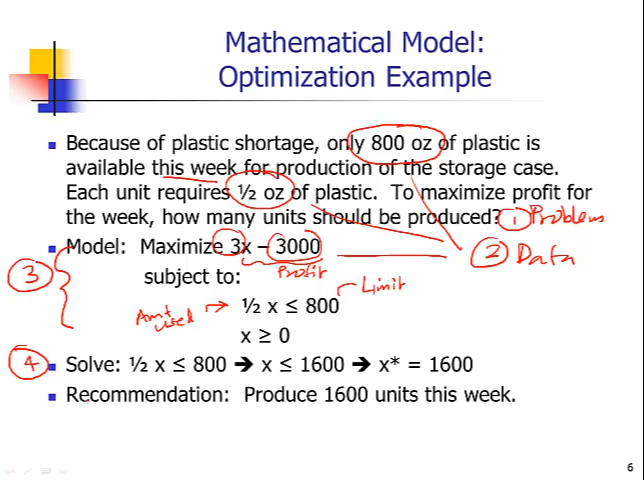 Mathematical Model:
Optimization Example
Because of plastic shortage, only 800 oz of plastic is
available this week for production of the storage case.
Each unit requires ½ oz of plastic. To maximize profit for
the week, how many units should be produced? 1 Problem
Model: Maximize 3x – 3000
2 Data
3
Profit
subject to:
Limit
Amt used
½ x ≤ 800
x ≥ 0
4 Solve: ½ x ≤ 800 ➔ x ≤ 1600 ➔ x* = 1600
Recommendation: Produce 1600 units this week.
6